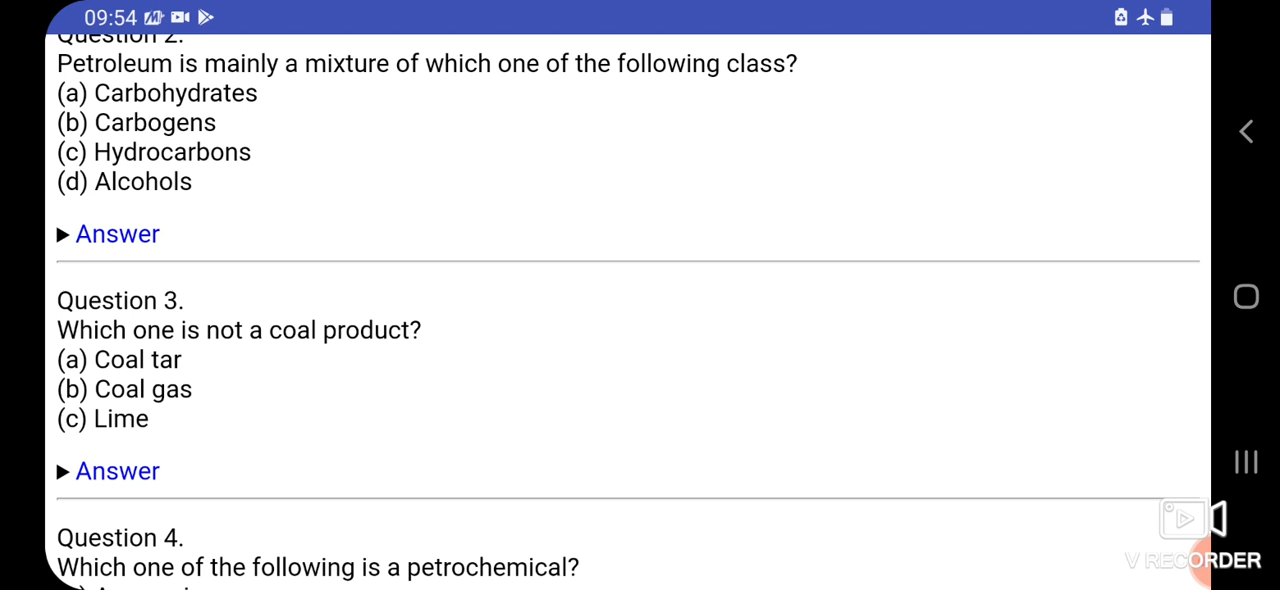 09:54
Question 2.
Petroleum is mainly a mixture of which one of the following class?
(a) Carbohydrates
(b) Carbogens
(c) Hydrocarbons
(d) Alcohols
Answer
Question 3.
Which one is not a coal product?
(a) Coal tar
(b) Coal gas
(c) Lime
Answer
Question 4.
Which one of the following is a petrochemical?
V RECORDER